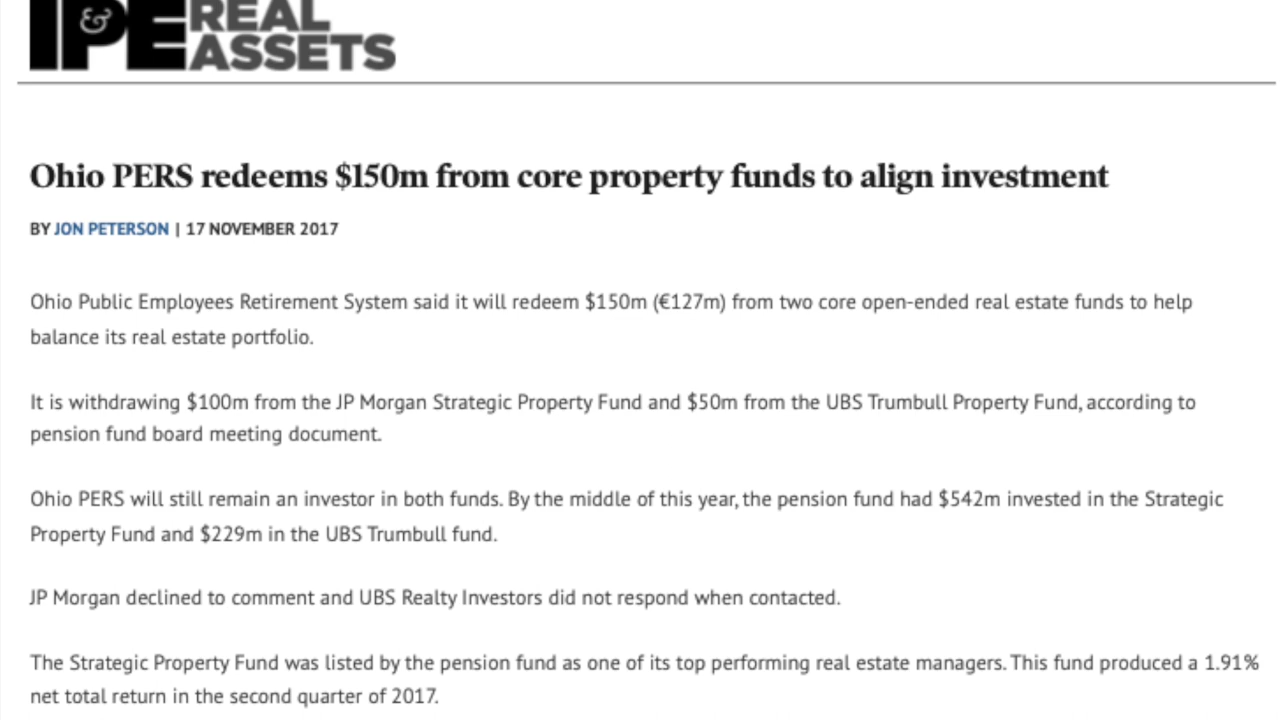 I&PE REAL
ASSETS
Ohio PERS redeems $150m from core property funds to align investment
BY JON PETERSON | 17 NOVEMBER 2017
Ohio Public Employees Retirement System said it will redeem $150m (€127m) from two core open-ended real estate funds to help
balance its real estate portfolio.
It is withdrawing $100m from the JP Morgan Strategic Property Fund and $50m from the UBS Trumbull Property Fund, according to
pension fund board meeting document.
Ohio PERS will still remain an investor in both funds. By the middle of this year, the pension fund had $542m invested in the Strategic
Property Fund and $229m in the UBS Trumbull fund.
JP Morgan declined to comment and UBS Realty Investors did not respond when contacted.
The Strategic Property Fund was listed by the pension fund as one of its top performing real estate managers. This fund produced a 1.91%
net total return in the second quarter of 2017.